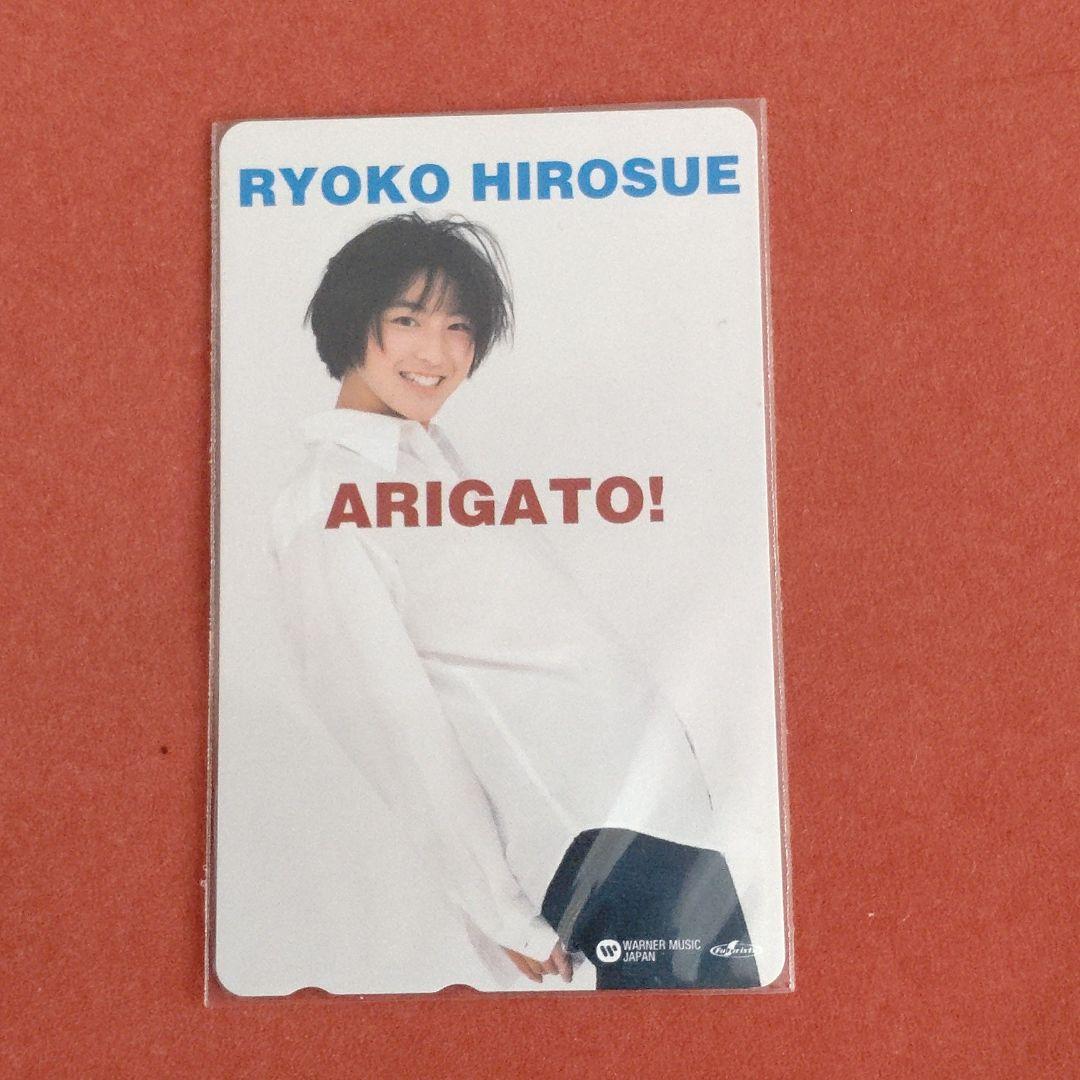 RYOKO HIROSUE
ARIGATO!
WARNER MUSIC
JAPAN